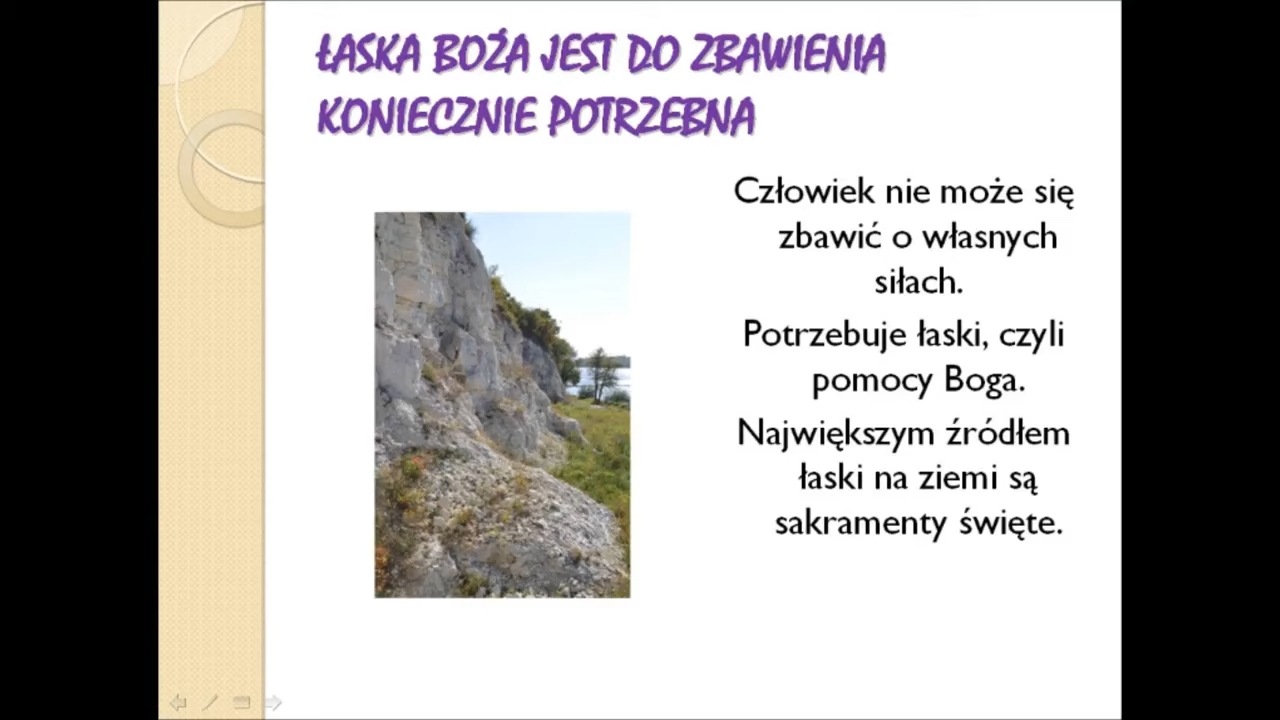 ŁASKA BOŻA JEST DO ZBAWIENIA
KONIECZNIE POTRZEBNA
Człowiek nie może się
zbawić o własnych
siłach.
Potrzebuje łaski, czyli
pomocy Boga.
Największym źródłem
łaski na ziemi są
sakramenty święte.